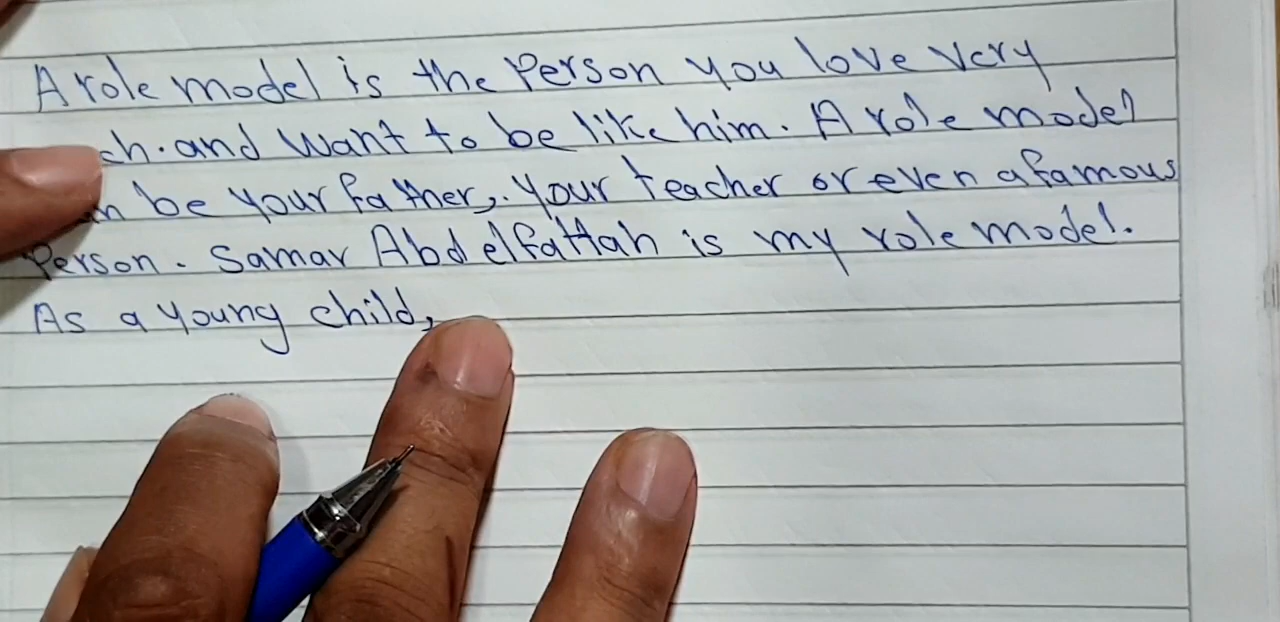 A role model is the Person you love very
ch. and want to be like him. A role model
n be your father, your teacher or even a famous
Person. Samar Abdelfattah is my role model.
As a young child,